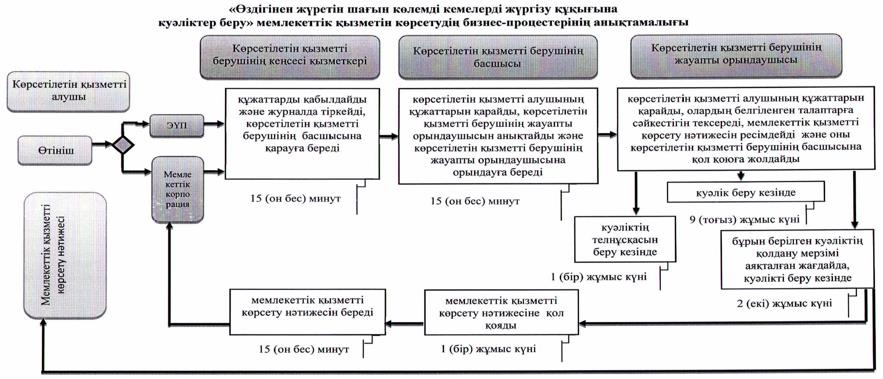 «Өздігінен жүретін шағын көлемді кемелерді жүргізу құқығына
куәліктер беру» мемлекеттік қызметін көрсетудің бизнес-процестерінің анықтамалығы
Көрсетілетін қызметті
алушы
Көрсетілетін қызметті
берушінің кеңсесі қызметкері
Көрсетілетін қызметті берушінің
басшысы
Көрсетілетін қызметті берушінің
жауапты орындаушысы
Өтініш
ЭҮП
Мемле
кеттік
корпо
рация
құжаттарды қабылдайды
және журналда тіркейді,
көрсетілетін қызметті
берушінің басшысына
қарауға береді
15 (он бес) минут
көрсетілетін қызметті алушының
құжаттарын қарайды, көрсетілетін
қызметті берушінің жауапты
орындаушысын анықтайды және
көрсетілетін қызметті берушінің
жауапты орындаушысына
орындауға береді
15 (он бес) минут
көрсетілетін қызметті алушының құжаттарын
қарайды, олардың белгіленген талаптарға
сәйкестігін тексереді, мемлекеттік қызметті
көрсету нәтижесін ресімдейді және оны
көрсетілетін қызметті берушінің басшысына
қол қоюға жолдайды
куәлік беру кезінде
9 (тоғыз) жұмыс күні
куәліктің
телнұсқасын
беру кезінде
1 (бір) жұмыс күні
бұрын берілген куәліктің
қолдану мерзімі
аяқталған жағдайда,
куәлікті беру кезінде
2 (екі) жұмыс күні
Мемлекеттік қызметті
көрсету нәтижесі
мемлекеттік қызметті
көрсету нәтижесін береді
15 (он бес) минут
мемлекеттік қызметті
көрсету нәтижесіне қол
қояды
1 (бір) жұмыс күні